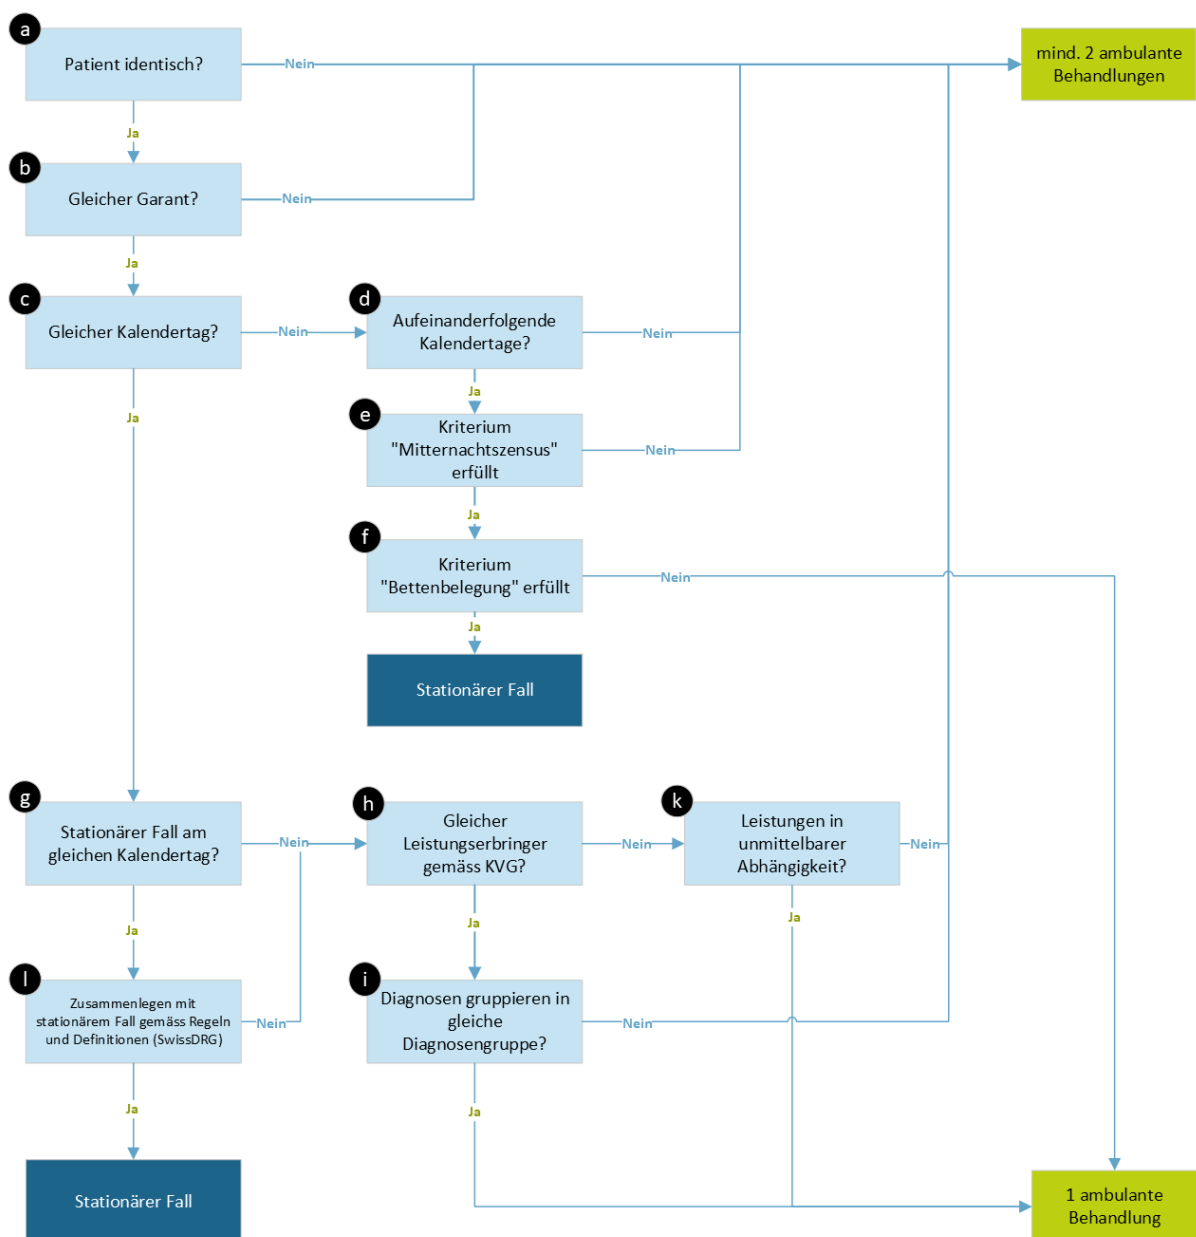 a
Patient identisch?
Nein
mind. 2 ambulante
Behandlungen
Ja
b
Gleicher Garant?
Nein
Ja
c
Gleicher Kalendertag?
Nein
d
Aufeinanderfolgende
Kalendertage?
Nein
Ja
Ja
e
Kriterium
"Mitternachtszensus"
erfüllt
Nein
Ja
f
Kriterium
"Bettenbelegung" erfüllt
Nein
Ja
Stationärer Fall
g
Stationärer Fall am
gleichen Kalendertag?
Nein
h
Gleicher
Leistungserbringer
gemäss KVG?
Nein
k
Leistungen in
unmittelbarer
Abhängigkeit?
Nein
Ja
Ja
Ja
l
Zusammenlegen mit
stationärem Fall gemäss Regeln
und Definitionen (SwissDRG)
Nein
i
Diagnosen gruppieren in
gleiche
Diagnosengruppe?
Nein
Ja
Ja
Stationärer Fall
1 ambulante
Behandlung